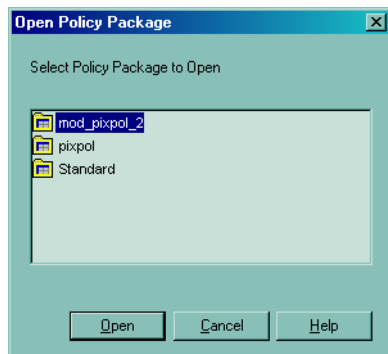 Open Policy Package
Select Policy Package to Open
mod_pixpol_2
pixpol
Standard
Open Cancel Help